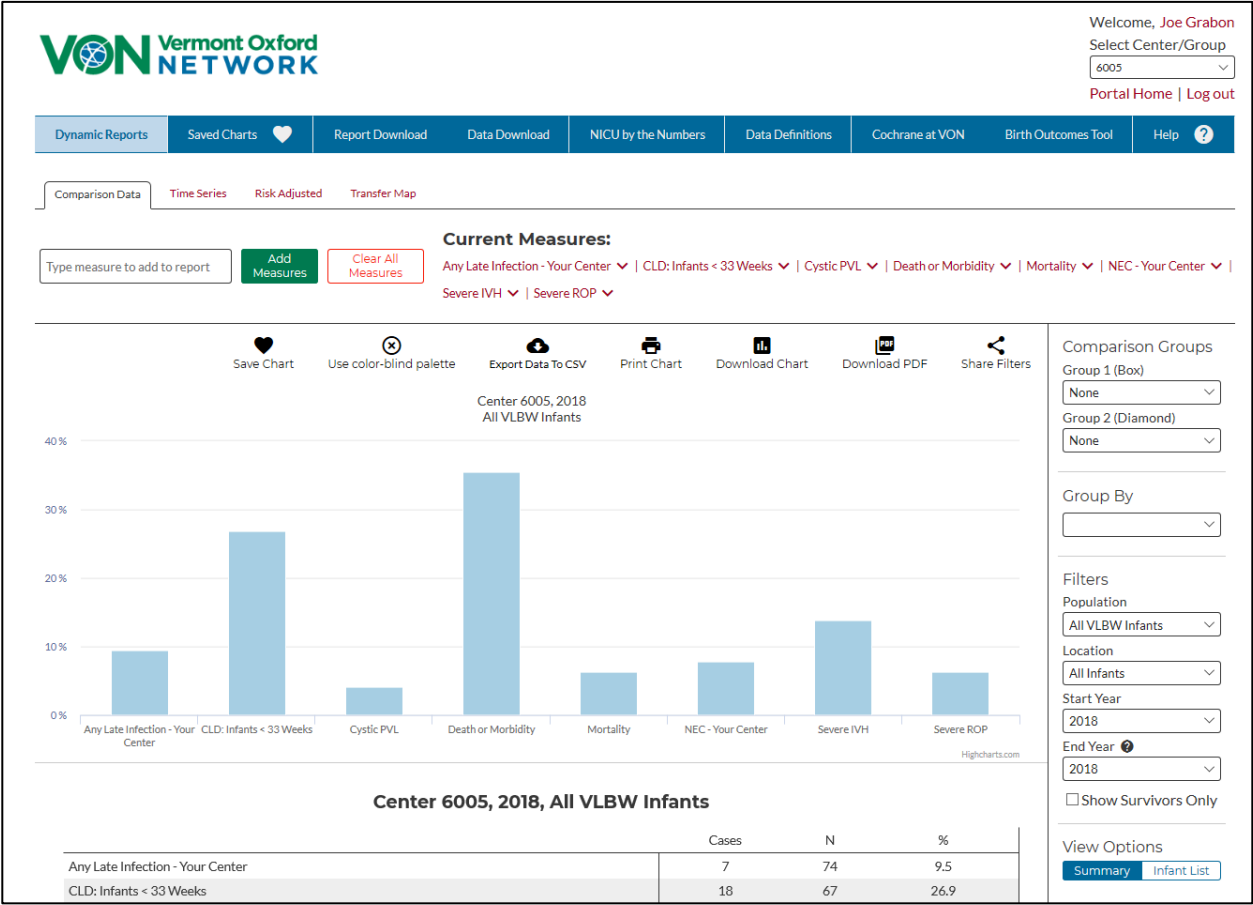 Welcome, Joe Grabon
VON Vermont Oxford NETWORK
Select Center/Group
6005
Portal Home | Log out
Dynamic Reports Saved Charts Report Download Data Download NICU by the Numbers Data Definitions Cochrane at VON Birth Outcomes Tool Help ?
Comparison Data Time Series Risk Adjusted Transfer Map
Current Measures:
Type measure to add to report
Add Measures
Clear All Measures
Any Late Infection - Your Center | CLD: Infants < 33 Weeks | Cystic PVL | Death or Morbidity | Mortality | NEC - Your Center |
Severe IVH | Severe ROP
Save Chart Use color-blind palette Export Data To CSV Print Chart Download Chart PDF Download PDF Share Filters
Center 6005, 2018
All VLBW Infants
40 %
30 %
20 %
10 %
0 %
Any Late Infection - Your Center
CLD: Infants < 33 Weeks
Cystic PVL
Death or Morbidity
Mortality
NEC - Your Center
Severe IVH
Severe ROP
Highcharts.com
Center 6005, 2018, All VLBW Infants
Cases N %
Any Late Infection - Your Center 7 74 9.5
CLD: Infants < 33 Weeks 18 67 26.9
Comparison Groups
Group 1 (Box)
None
Group 2 (Diamond)
None
Group By
Filters
Population
All VLBW Infants
Location
All Infants
Start Year
2018
End Year ?
2018
Show Survivors Only
View Options
Summary Infant List